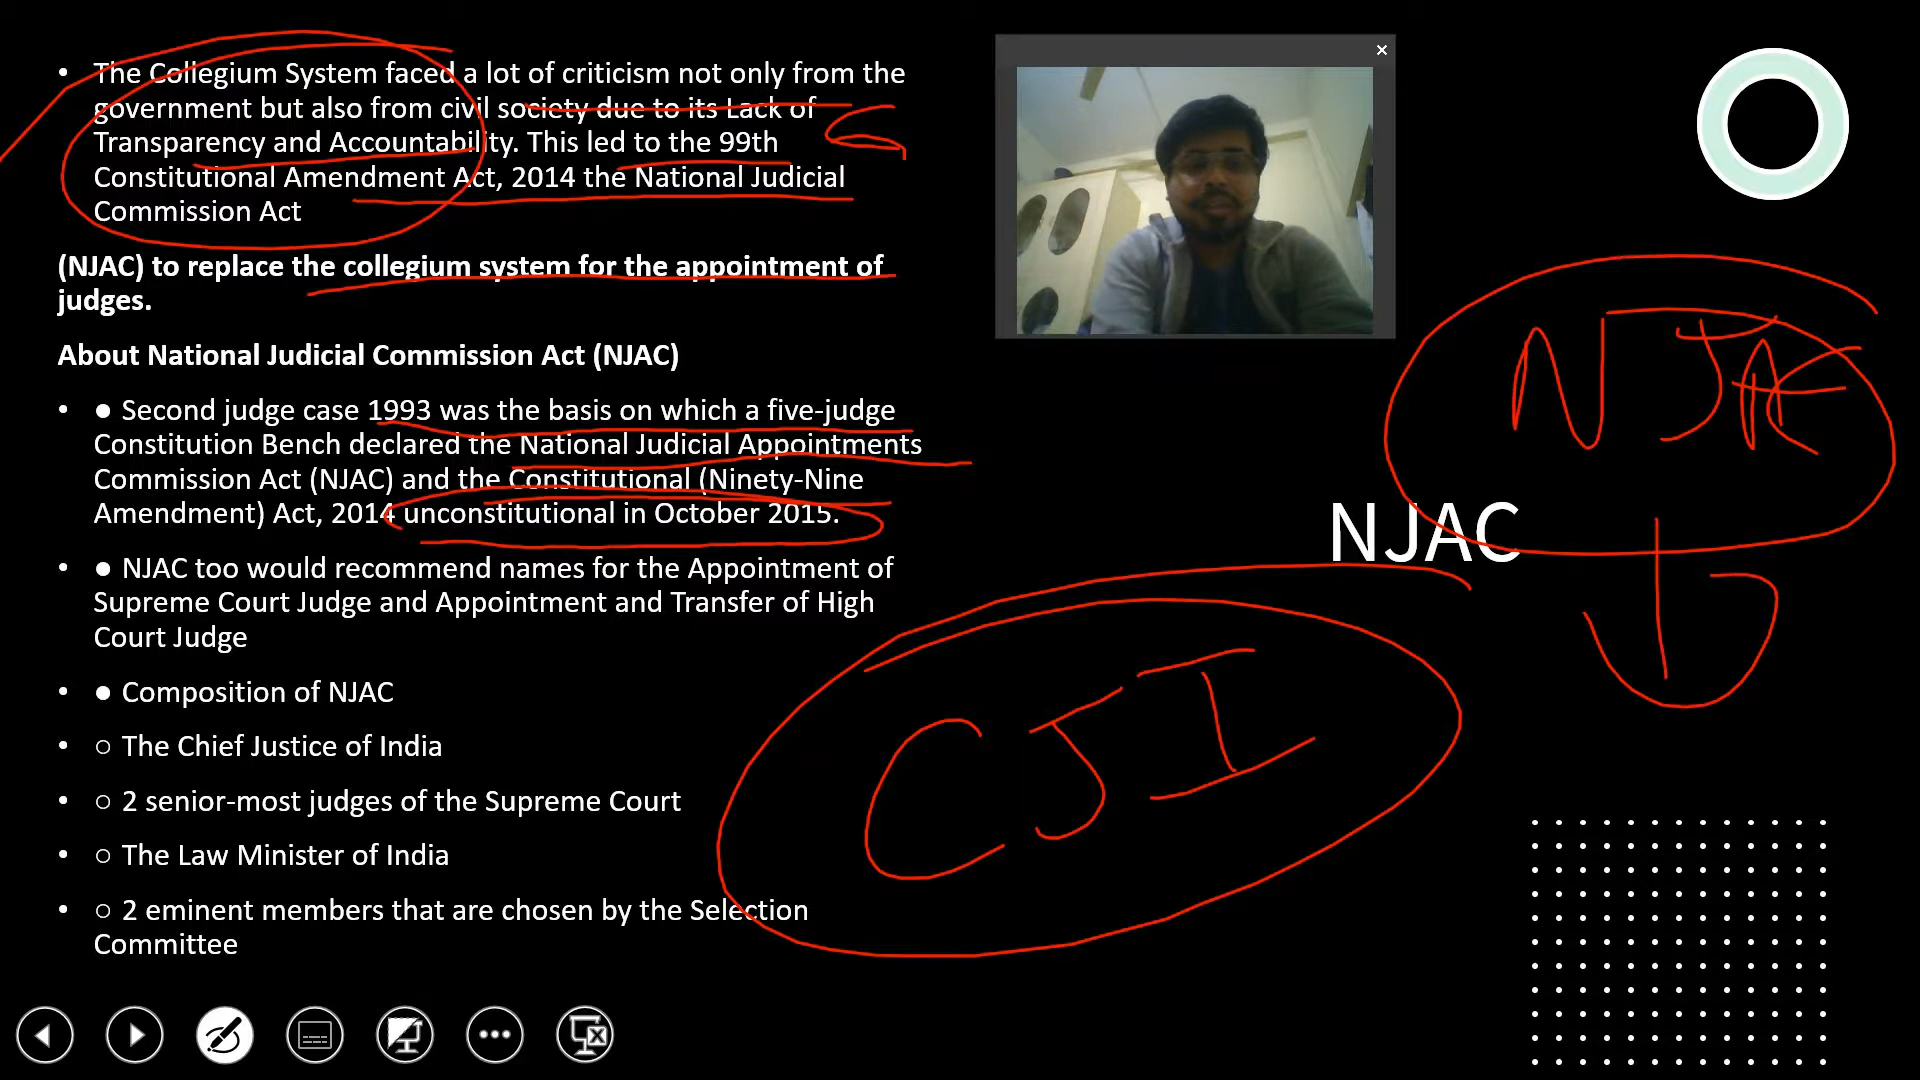 • The Collegium System faced a lot of criticism not only from the
government but also from civil society due to its Lack of
Transparency and Accountability. This led to the 99th
Constitutional Amendment Act, 2014 the National Judicial
Commission Act
(NJAC) to replace the collegium system for the appointment of
judges.
About National Judicial Commission Act (NJAC)
• ● Second judge case 1993 was the basis on which a five-judge
Constitution Bench declared the National Judicial Appointments
Commission Act (NJAC) and the Constitutional (Ninety-Nine
Amendment) Act, 2014 unconstitutional in October 2015.
• ● NJAC too would recommend names for the Appointment of
Supreme Court Judge and Appointment and Transfer of High
Court Judge
• ● Composition of NJAC
• ○ The Chief Justice of India
• ○ 2 senior-most judges of the Supreme Court
• ○ The Law Minister of India
• ○ 2 eminent members that are chosen by the Selection
Committee
NJAC
NJAC
CJI